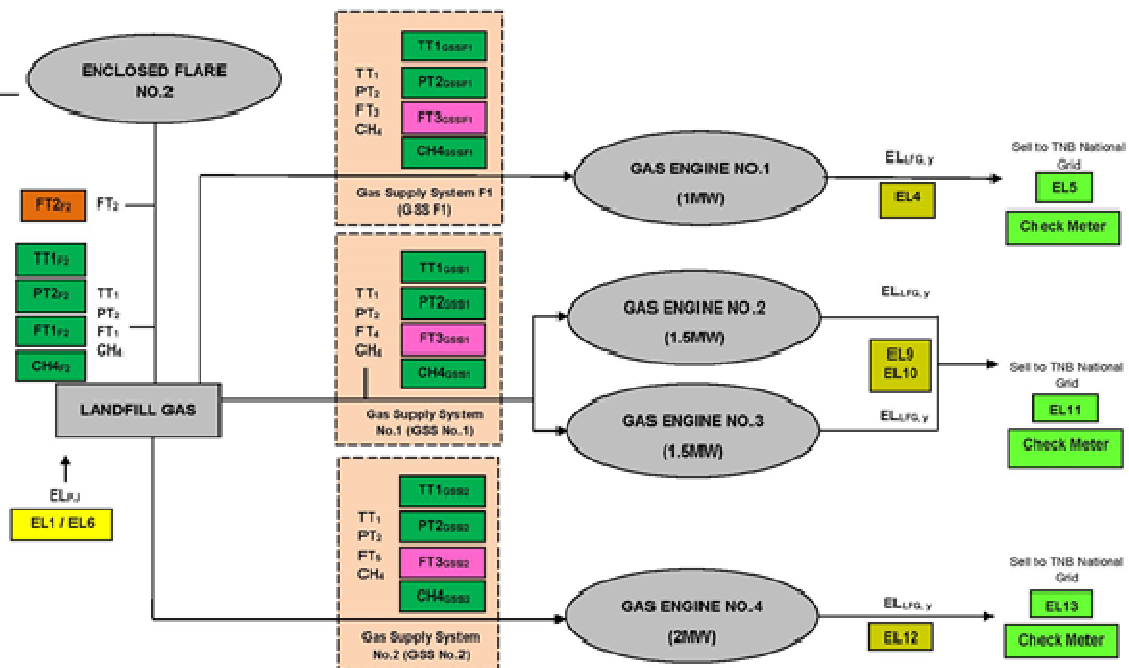 ENCLOSED FLARE
NO.2
FT2F2
FT2
TT1F2
PT2F2
FT1F2
CH4F2
TT1
PT2
FT1
CH4
LANDFILL GAS
ELPJ
EL1 / EL6
TT1
PT2
FT3
CH4
TT1GSSF1
PT2GSSF1
FT3GSSF1
CH4GSSF1
Gas Supply System F1
(GSS F1)
TT1
PT2
FT4
CH4
TT1GSS1
PT2GSS1
FT3GSS1
CH4GSS1
Gas Supply System
No.1 (GSS No.1)
TT1
PT2
FT5
CH4
TT1GSS2
PT2GSS2
FT3GSS2
CH4GSS2
Gas Supply System
No.2 (GSS No.2)
GAS ENGINE NO.1
(1MW)
ELLFG, y
EL4
Sell to TNB National
Grid
EL5
Check Meter
GAS ENGINE NO.2
(1.5MW)
ELLFG, y
EL9
EL10
ELLFG, y
GAS ENGINE NO.3
(1.5MW)
Sell to TNB National
Grid
EL11
Check Meter
GAS ENGINE NO.4
(2MW)
ELLFG, y
EL12
Sell to TNB National
Grid
EL13
Check Meter